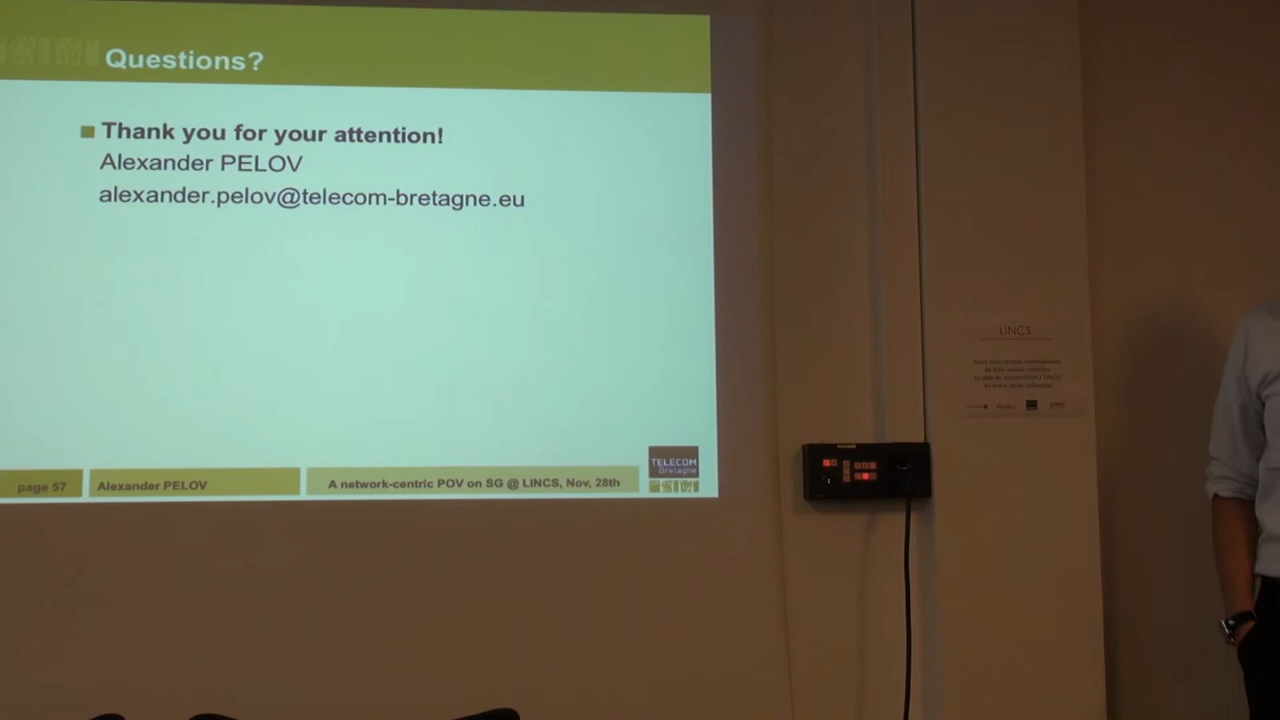 Questions?
Thank you for your attention!
Alexander PELOV
alexander.pelov@telecom-bretagne.eu
page 57
Alexander PELOV
A network-centric POV on SG @ LINCS, Nov, 28th
TELECOM
Bretagne
LINCS